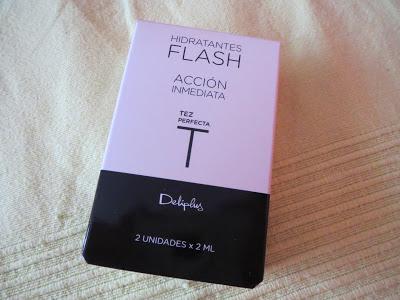 HIDRATANTES
FLASH
ACCIÓN
INMEDIATA
TEZ
PERFECTA
T
Deliplus
2 UNIDADES x 2 ML